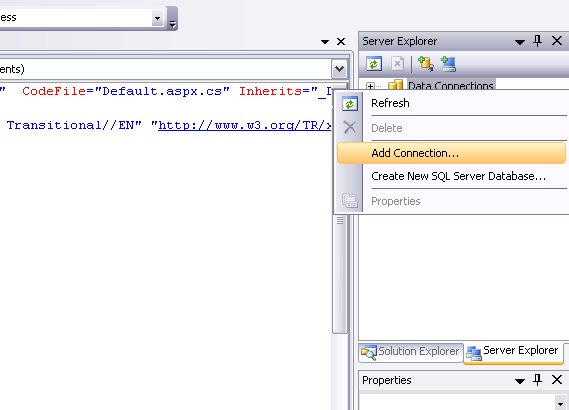 ess
Server Explorer
ents)
" CodeFile="Default.aspx.cs" Inherits="_D
Data Connections
Refresh
Delete
Transitional//EN" "http://www.w3.org/TR/x
Add Connection...
Create New SQL Server Database...
Properties
Solution Explorer
Server Explorer
Properties